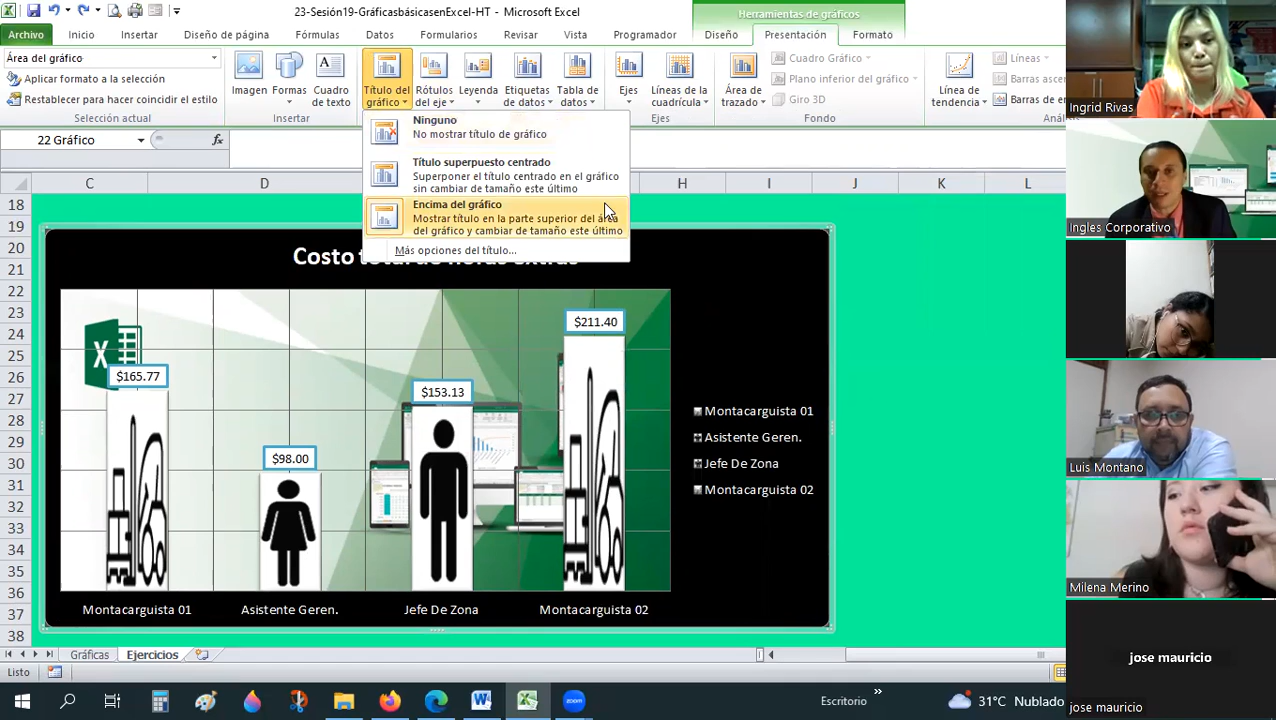 23-Sesión19-GráficasbásicasenExcel-HT - Microsoft Excel
Herramientas de gráficos
Archivo Inicio Insertar Diseño de página Fórmulas Datos Formularios Revisar Vista Programador Diseño Presentación Formato
Área del gráfico
Aplicar formato a la selección
Restablecer para hacer coincidir el estilo
Selección actual
Imagen Formas Cuadro de texto
Insertar
Título del gráfico Rótulos del eje Leyenda Etiquetas de datos Tabla de datos
Ejes Líneas de la cuadrícula
Ejes
Área de trazado
Cuadro Gráfico
Plano inferior del gráfico
Giro 3D
Fondo
Línea de tendencia
Líneas
Barras
Barras de
22 Gráfico
fx
Ninguno
No mostrar título de gráfico
Título superpuesto centrado
Superponer el título centrado en el gráfico
sin cambiar de tamaño este último
Encima del gráfico
Mostrar título en la parte superior del área
del gráfico y cambiar de tamaño este último
Más opciones del título...
C D H I J K L
18
19
20
21
22
23
24
25
26
27
28
29
30
31
32
33
34
35
36
37
38
Costo total de horas extras
X
$165.77
$98.00
$153.13
$211.40
Montacarguista 01
Asistente Geren.
Jefe De Zona
Montacarguista 02
Montacarguista 01 Asistente Geren. Jefe De Zona Montacarguista 02
Gráficas Ejercicios
Listo
W
zoom
Escritorio
31°C Nublado
Ingrid Rivas
Ingles Corporativo
Luis Montano
Milena Merino
jose mauricio
jose mauricio